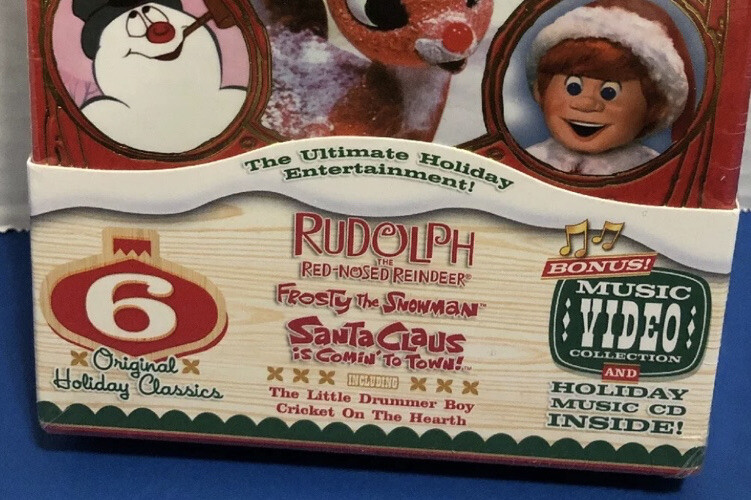 The Ultimate Holiday
Entertainment!
6
Original
Holiday Classics
RUDOLPH
THE
RED-NOSED REINDEER®
FROSTY THE SNOWMAN™
SANTA CLAUS
IS COMIN' TO TOWN!™
INCLUDING
The Little Drummer Boy
Cricket On The Hearth
BONUS!
MUSIC
VIDEO
COLLECTION
AND
HOLIDAY
MUSIC CD
INSIDE!